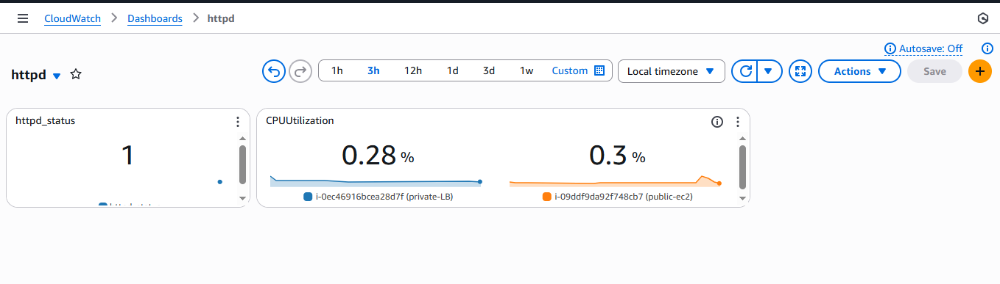 CloudWatch > Dashboards > httpd
Autosave: Off
httpd
1h 3h 12h 1d 3d 1w Custom
Local timezone
Actions
Save
httpd_status
1
CPUUtilization
0.28 %
0.3 %
i-0ec46916bcea28d7f (private-LB)
i-09ddf9da92f748cb7 (public-ec2)